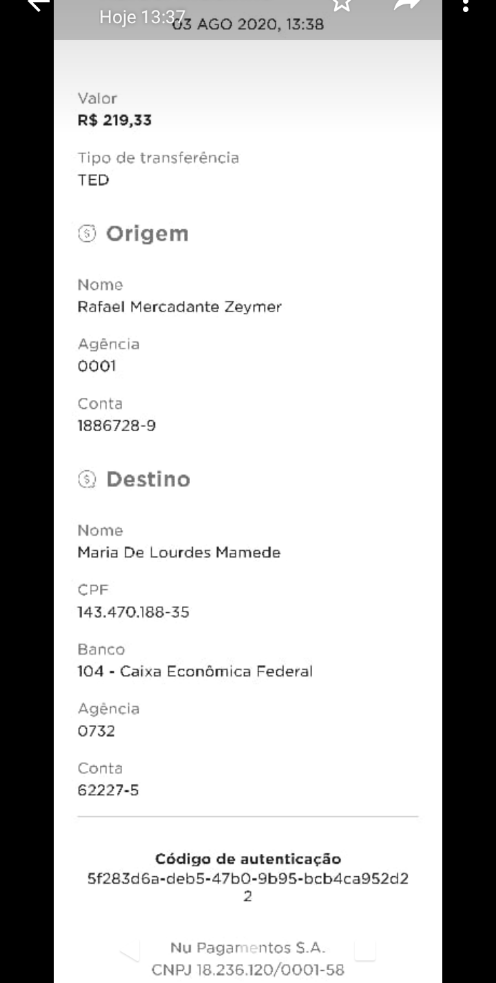 Hoje 13:37
03 AGO 2020, 13:38
Valor
R$ 219,33
Tipo de transferência
TED
Origem
Nome
Rafael Mercadante Zeymer
Agência
0001
Conta
1886728-9
Destino
Nome
Maria De Lourdes Mamede
CPF
143.470.188-35
Banco
104 - Caixa Econômica Federal
Agência
0732
Conta
62227-5
Código de autenticação
5f283d6a-deb5-47b0-9b95-bcb4ca952d2
2
Nu Pagamentos S.A.
CNPJ 18.236.120/0001-58